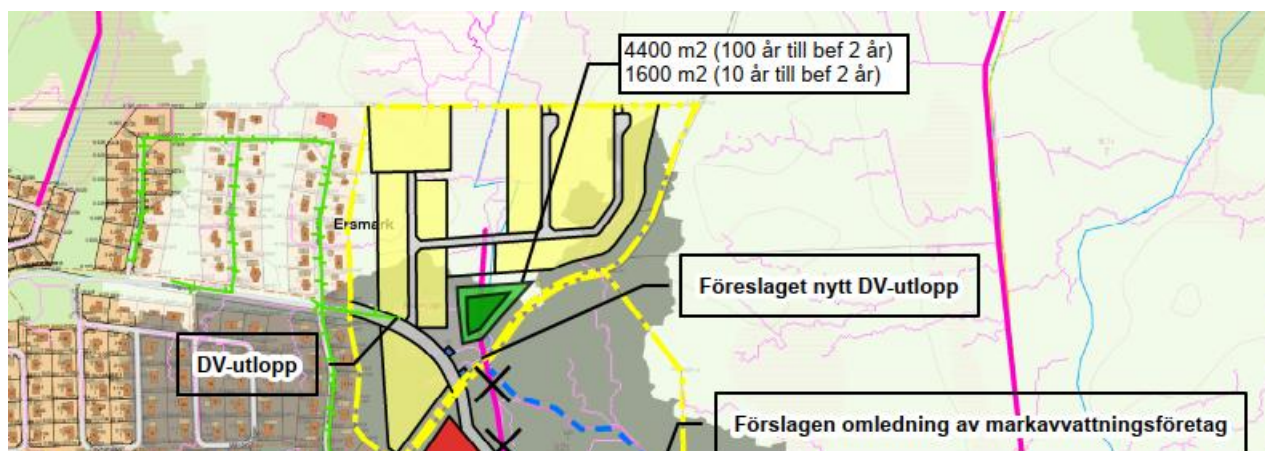 4400 m2 (100 år till bef 2 år)
1600 m2 (10 år till bef 2 år)
Ersmark
Föreslaget nytt DV-utlopp
DV-utlopp
Förslagen omledning av markavvattningsföretag